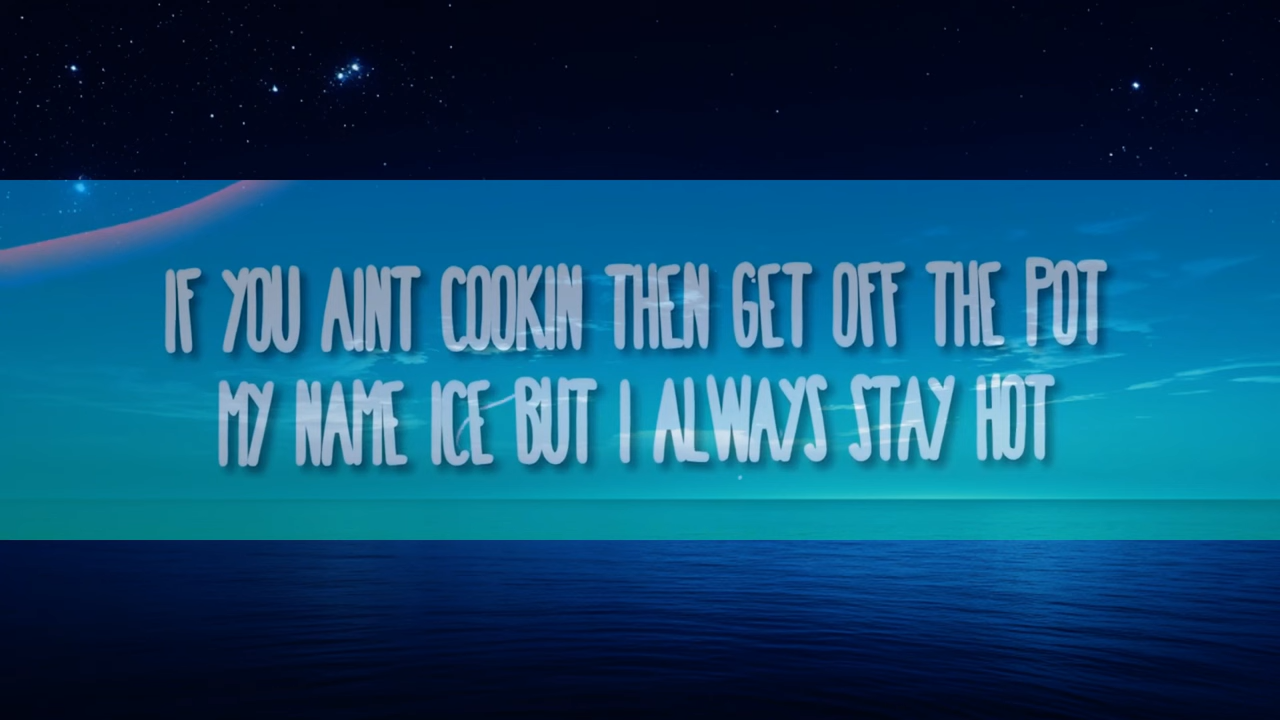 IF YOU AINT COOKIN THEN GET OFF THE POT
MY NAME ICE BUT I ALWAYS STAY HOT